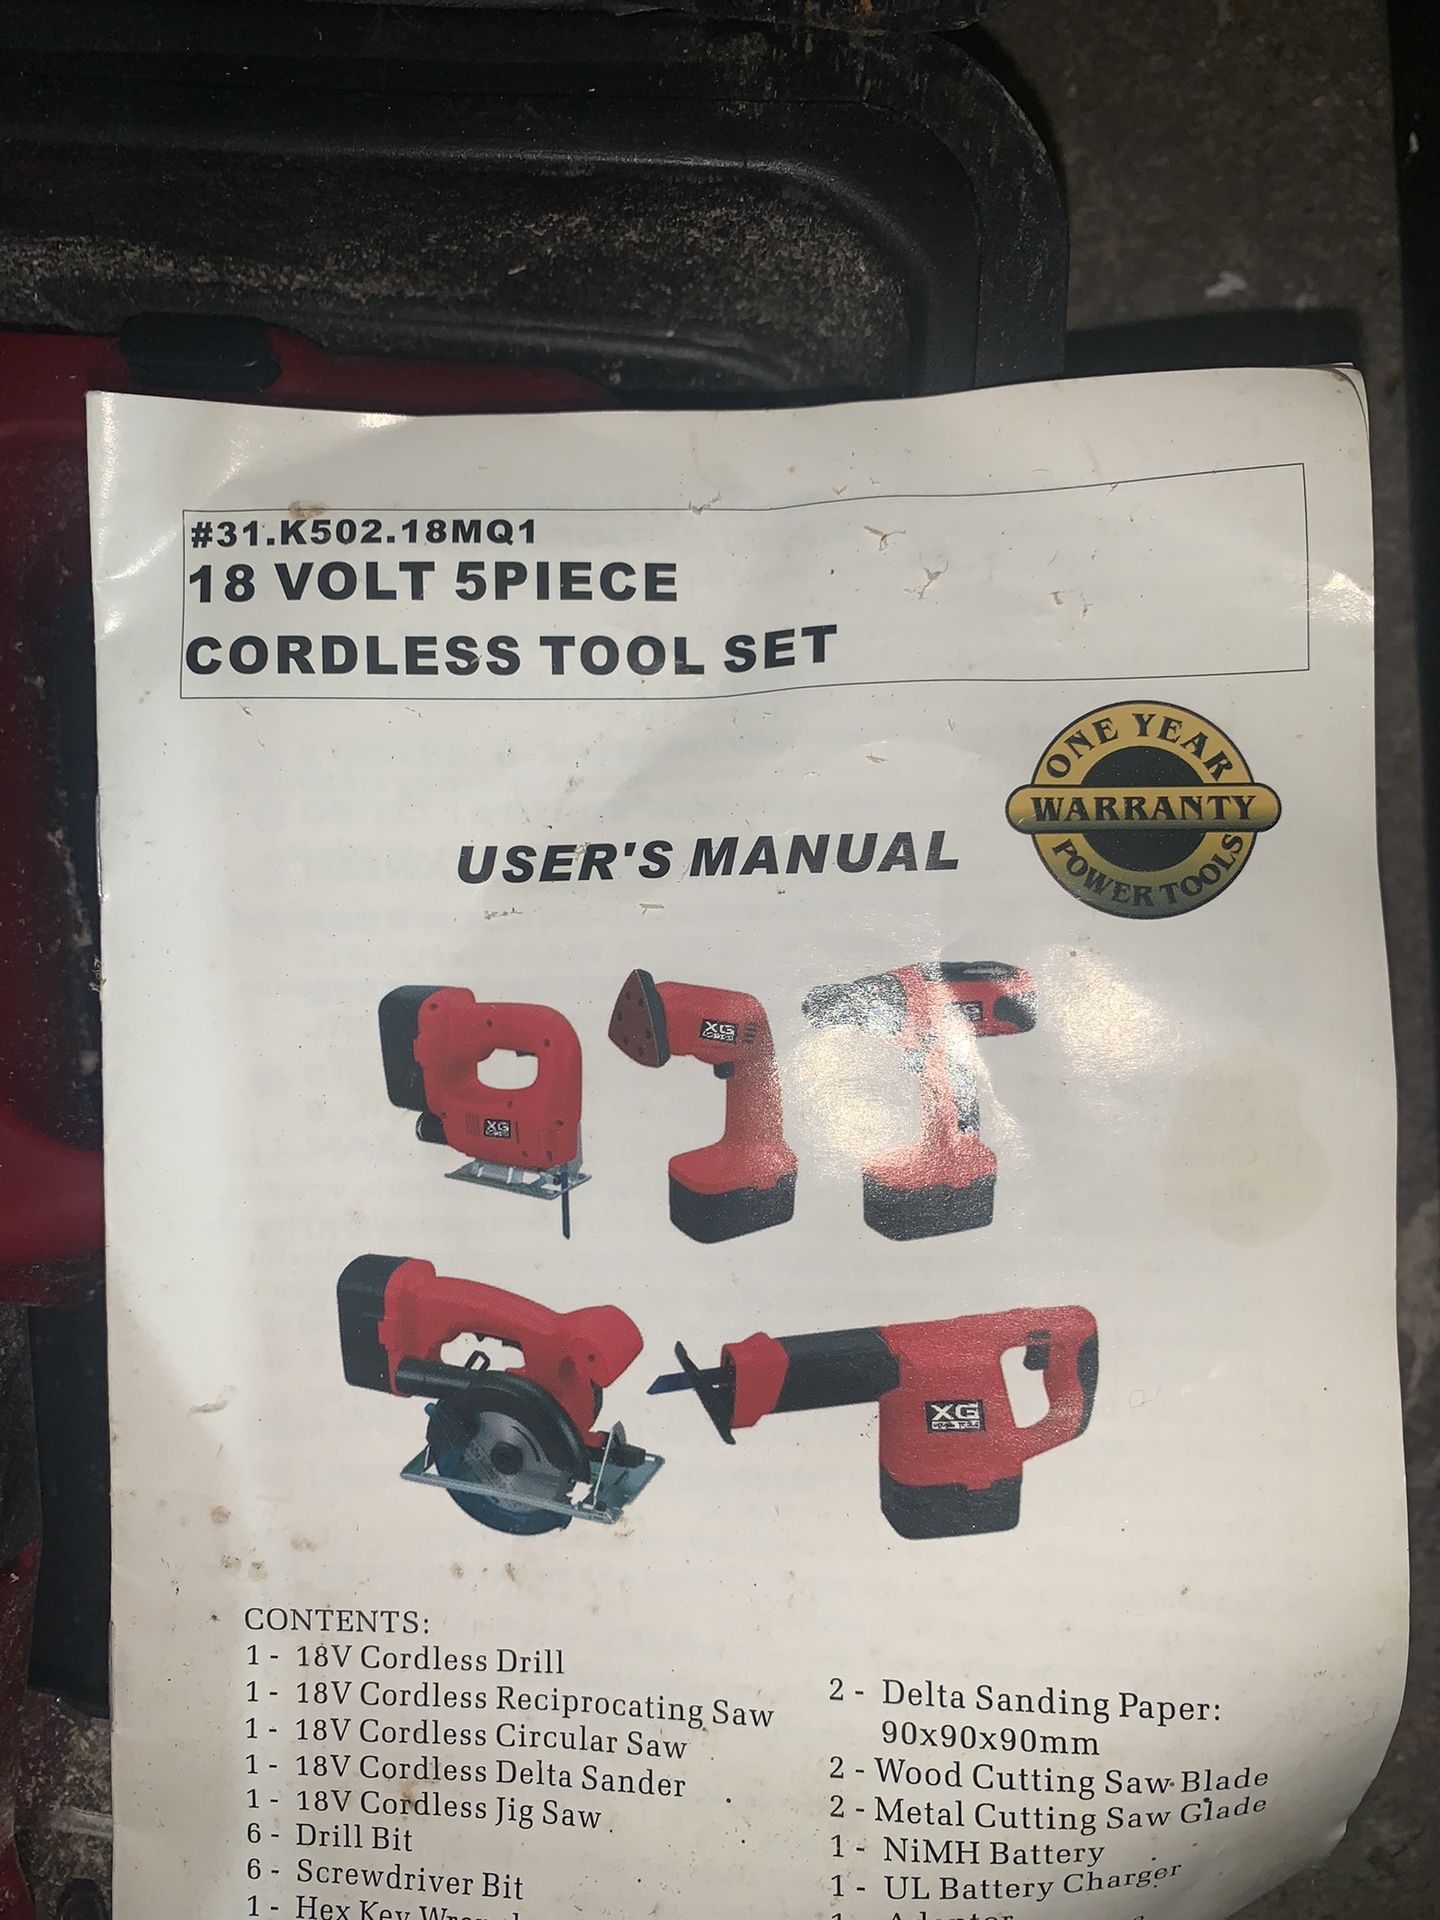 #31.K502.18MQ1
18 VOLT 5PIECE
CORDLESS TOOL SET
ONE YEAR
WARRANTY
POWER TOOLS
USER'S MANUAL
XG
XG
XG
XG
CONTENTS:
1 - 18V Cordless Drill
1 - 18V Cordless Reciprocating Saw
1 - 18V Cordless Circular Saw
1 - 18V Cordless Delta Sander
1 - 18V Cordless Jig Saw
6 - Drill Bit
6 - Screwdriver Bit
1 - Hex Key
2 - Delta Sanding Paper:
90x90x90mm
2 - Wood Cutting Saw Blade
2 - Metal Cutting Saw Glade
1 - NiMH Battery
1 - UL Battery Charger